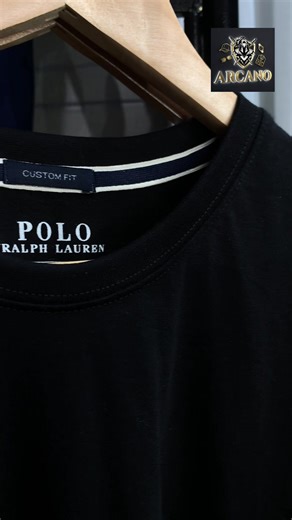 ARCANO
CUSTOM FIT
POLO
RALPH LAUREN